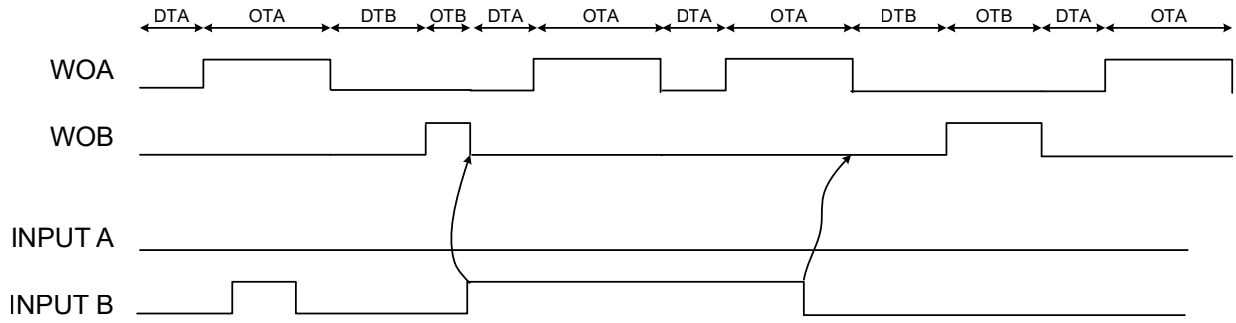 DTA OTA DTB OTB DTA OTA DTA OTA DTB OTB DTA OTA
WOA
WOB
INPUT A
INPUT B